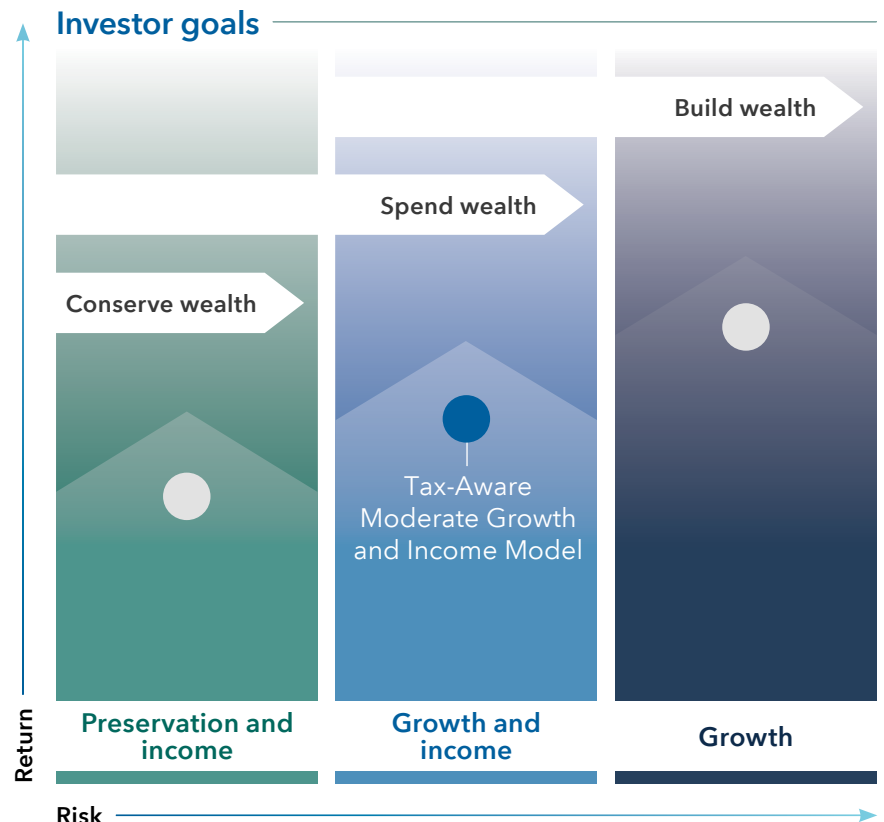 Investor goals
Build wealth
Spend wealth
Conserve wealth
Tax-Aware
Moderate Growth
and Income Model
Return
Preservation and
income
Growth and
income
Growth
Risk